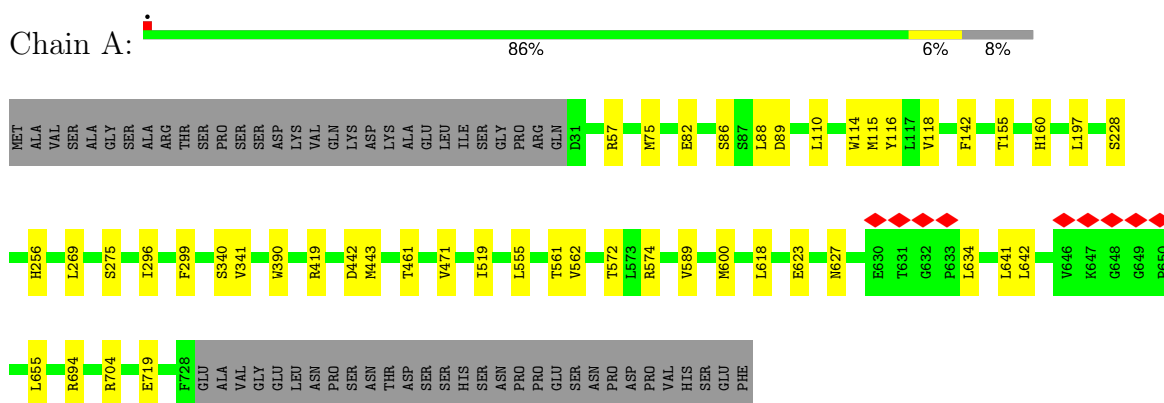 Chain A:
86% 6% 8%
MET ALA VAL SER ALA GLY SER ALA ARG THR SER PRO SER SER ASP LYS VAL GLN LYS ASP LYS ALA GLU LEU ILE SER GLY PRO ARG GLN D31 R57 M75 E82 S86 S87 L88 D89 L110 W114 M115 Y116 L117 V118 F142 T155 H160 L197 S228
H256 L269 S275 I296 F299 S340 V341 W390 R419 D442 M443 T461 V471 I519 L555 T561 V562 T572 L573 R574 V589 M600 L618 E623 N627 E630 T631 G632 P633 L634 L641 L642 V646 K647 G648 G649 P650
L655 R694 R704 E719 F728 GLU ALA VAL GLY GLU LEU ASN PRO SER ASN THR ASP SER SER HIS SER ASN PRO PRO GLU SER ASN PRO ASP PRO VAL HIS SER GLU PHE